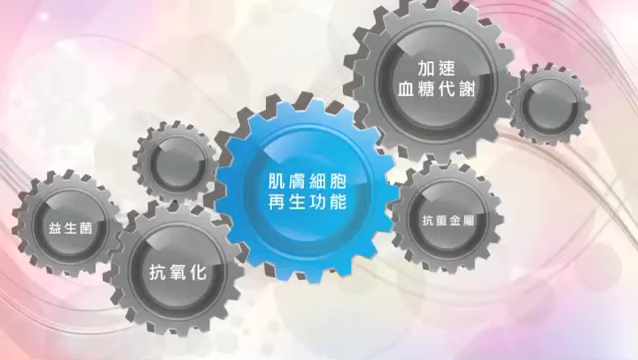 加速
血糖代謝
肌膚細胞
再生功能
抗重金屬
益生菌
抗氧化